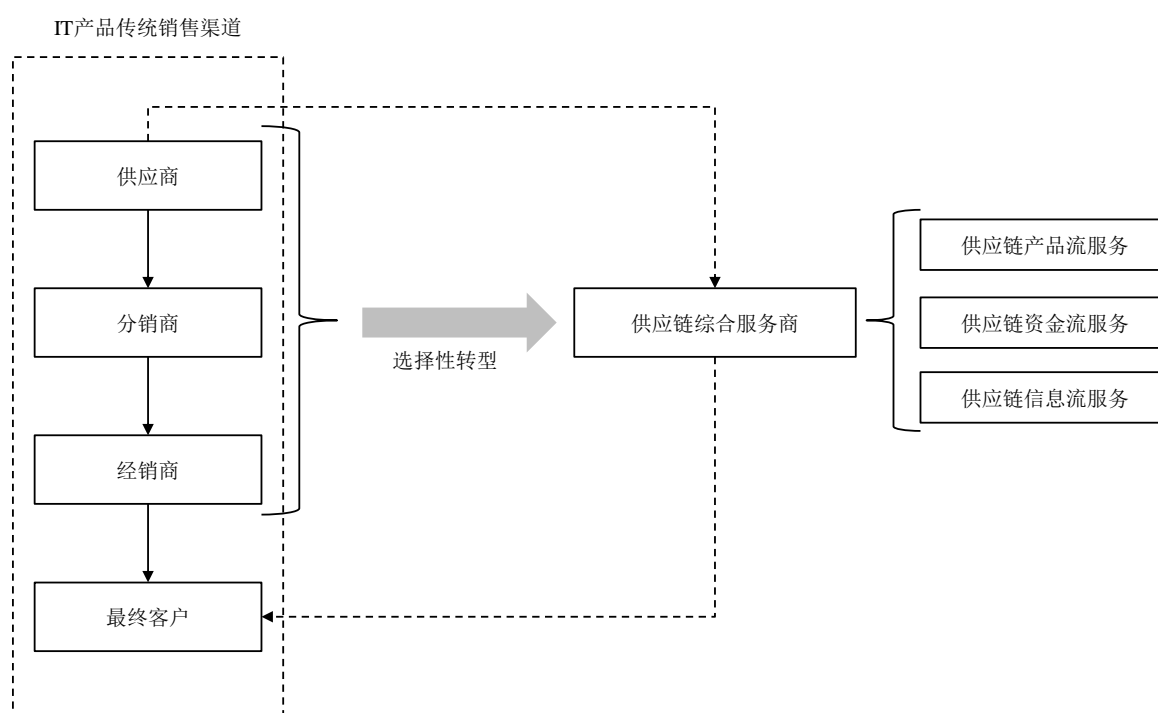 IT产品传统销售渠道
供应商
分销商
经销商
最终客户
选择性转型
供应链综合服务商
供应链产品流服务
供应链资金流服务
供应链信息流服务